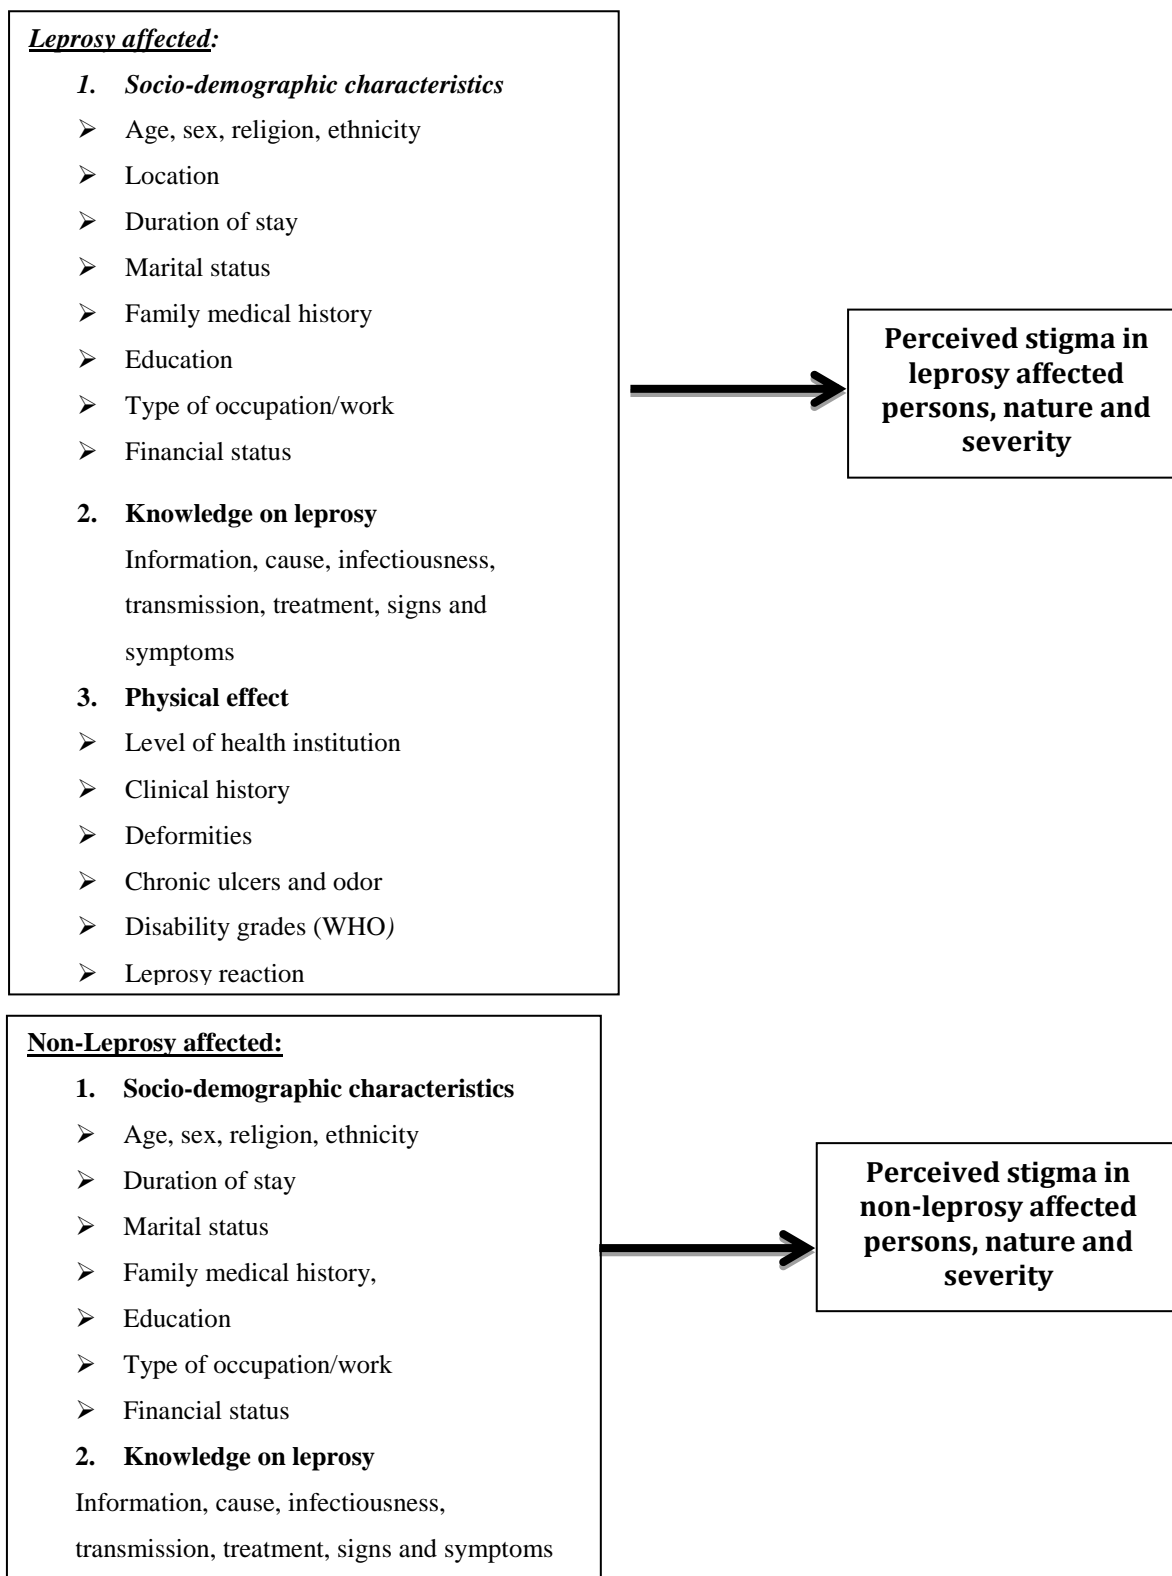 Leprosy affected:
1. Socio-demographic characteristics
➢ Age, sex, religion, ethnicity
➢ Location
➢ Duration of stay
➢ Marital status
➢ Family medical history
➢ Education
➢ Type of occupation/work
➢ Financial status
2. Knowledge on leprosy
Information, cause, infectiousness,
transmission, treatment, signs and
symptoms
3. Physical effect
➢ Level of health institution
➢ Clinical history
➢ Deformities
➢ Chronic ulcers and odor
➢ Disability grades (WHO)
➢ Leprosy reaction
Perceived stigma in
leprosy affected
persons, nature and
severity
Non-Leprosy affected:
1. Socio-demographic characteristics
➢ Age, sex, religion, ethnicity
➢ Duration of stay
➢ Marital status
➢ Family medical history,
➢ Education
➢ Type of occupation/work
➢ Financial status
2. Knowledge on leprosy
Information, cause, infectiousness,
transmission, treatment, signs and symptoms
Perceived stigma in
non-leprosy affected
persons, nature and
severity